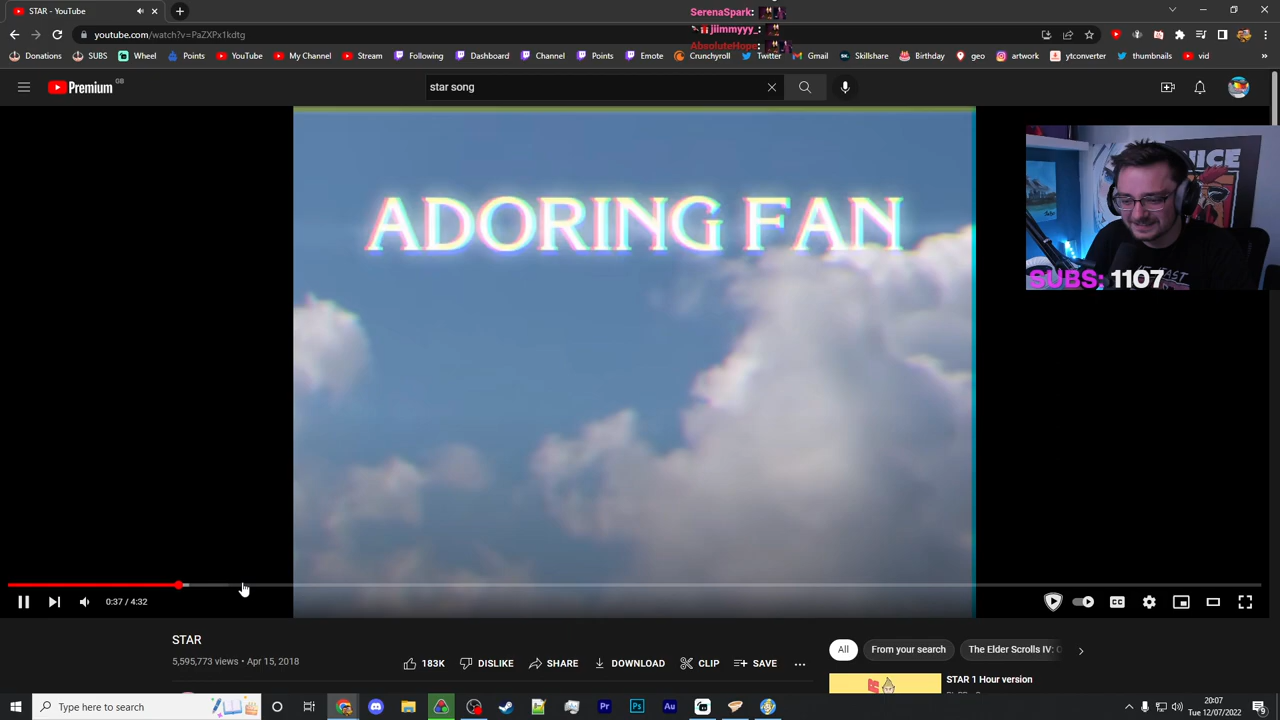 STAR - YouTube
SerenaSpark:
jiimmyyy_:
AbsoluteHope:
youtube.com/watch?v=PaZXPx1kdtg
Donations
SUBS
Wheel
Points
YouTube
My Channel
Stream
Following
Dashboard
Channel
Points
Emote
Crunchyroll
Twitter
Gmail
Skillshare
Birthday
geo
artwork
ytconverter
thumbnails
vid
Premium GB
star song
ADORING FAN
NICE
SUBS: 1107
0:37 / 4:32
STAR
5,595,773 views • Apr 15, 2018
183K
DISLIKE
SHARE
DOWNLOAD
CLIP
SAVE
All
From your search
The Elder Scrolls IV:
STAR 1 Hour version
Type here to search
20:07
12/07/2022